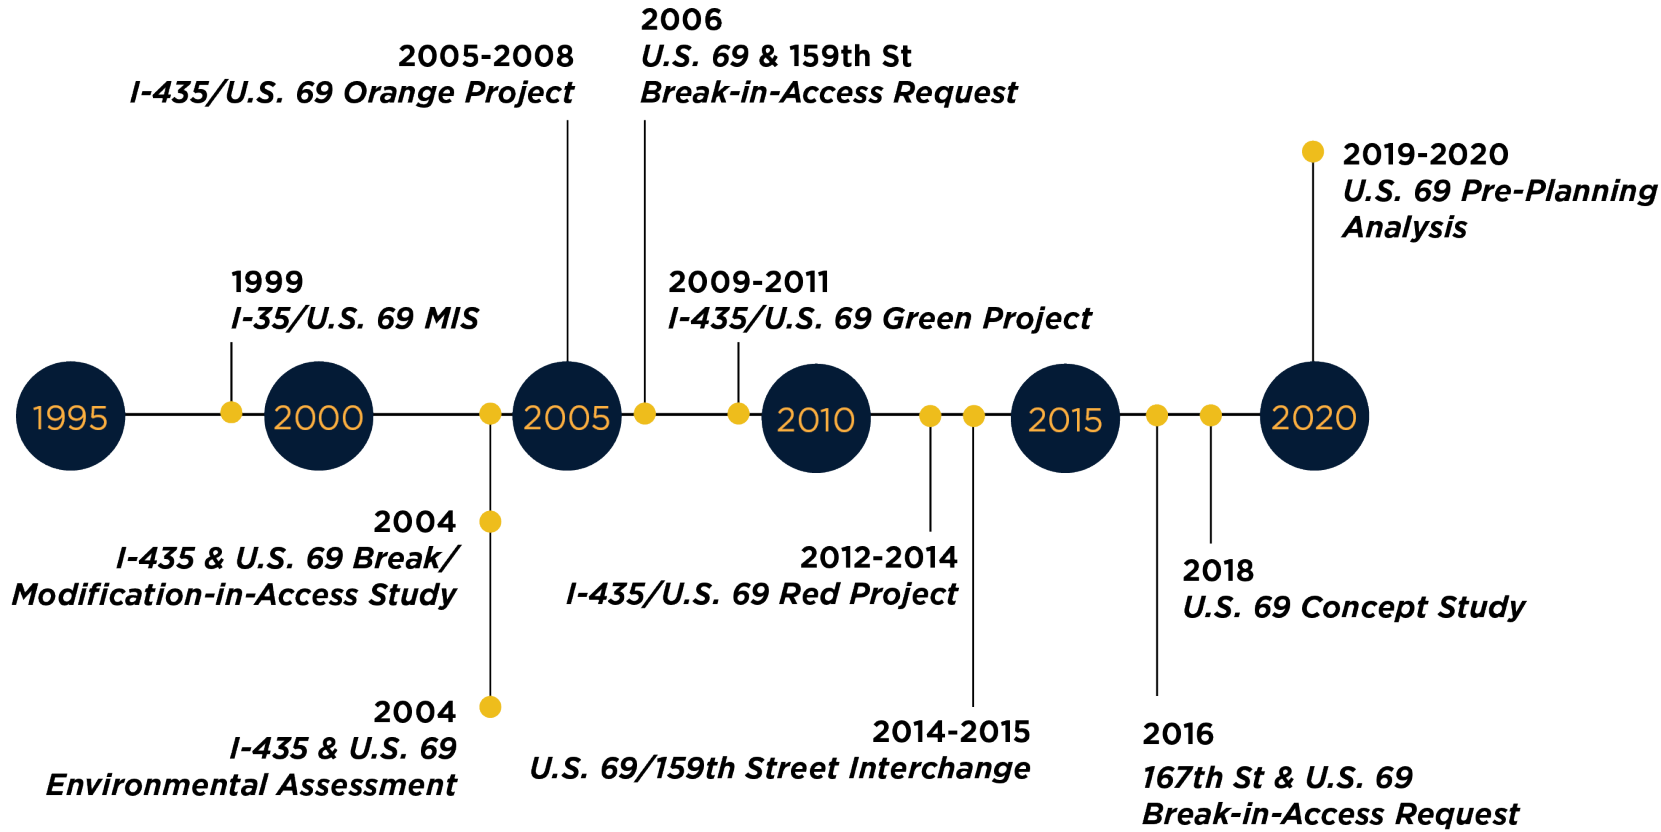 2006
U.S. 69 & 159th St
Break-in-Access Request
2005-2008
I-435/U.S. 69 Orange Project
2019-2020
U.S. 69 Pre-Planning
Analysis
1999
I-35/U.S. 69 MIS
2009-2011
I-435/U.S. 69 Green Project
1995
2000
2005
2010
2015
2020
2004
I-435 & U.S. 69 Break/
Modification-in-Access Study
2012-2014
I-435/U.S. 69 Red Project
2018
U.S. 69 Concept Study
2004
I-435 & U.S. 69
Environmental Assessment
2014-2015
U.S. 69/159th Street Interchange
2016
167th St & U.S. 69
Break-in-Access Request